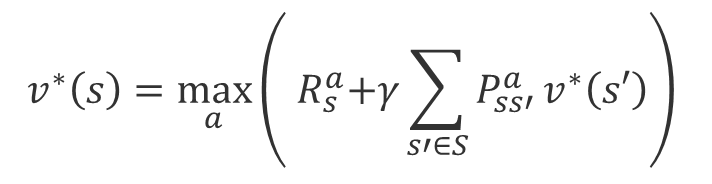 v*(s) = max_a ( R_s^a + γ ∑_{s′∈S} P_{ss′}^a v*(s′) )